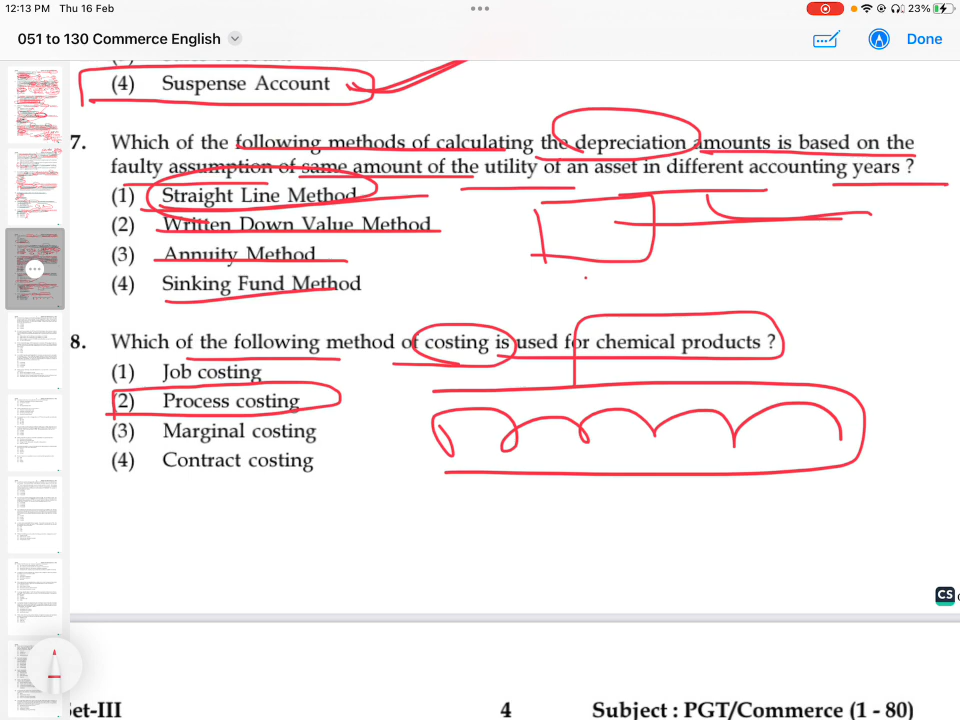 12:13 PM Thu 16 Feb
23%
051 to 130 Commerce English
Done
(4) Suspense Account
7. Which of the following methods of calculating the depreciation amounts is based on the
faulty assumption of same amount of the utility of an asset in different accounting years ?
(1) Straight Line Method
(2) Written Down Value Method
(3) Annuity Method
(4) Sinking Fund Method
8. Which of the following method of costing is used for chemical products ?
(1) Job costing
(2) Process costing
(3) Marginal costing
(4) Contract costing
CS
Set-III 4 Subject : PGT/Commerce (1 - 80)